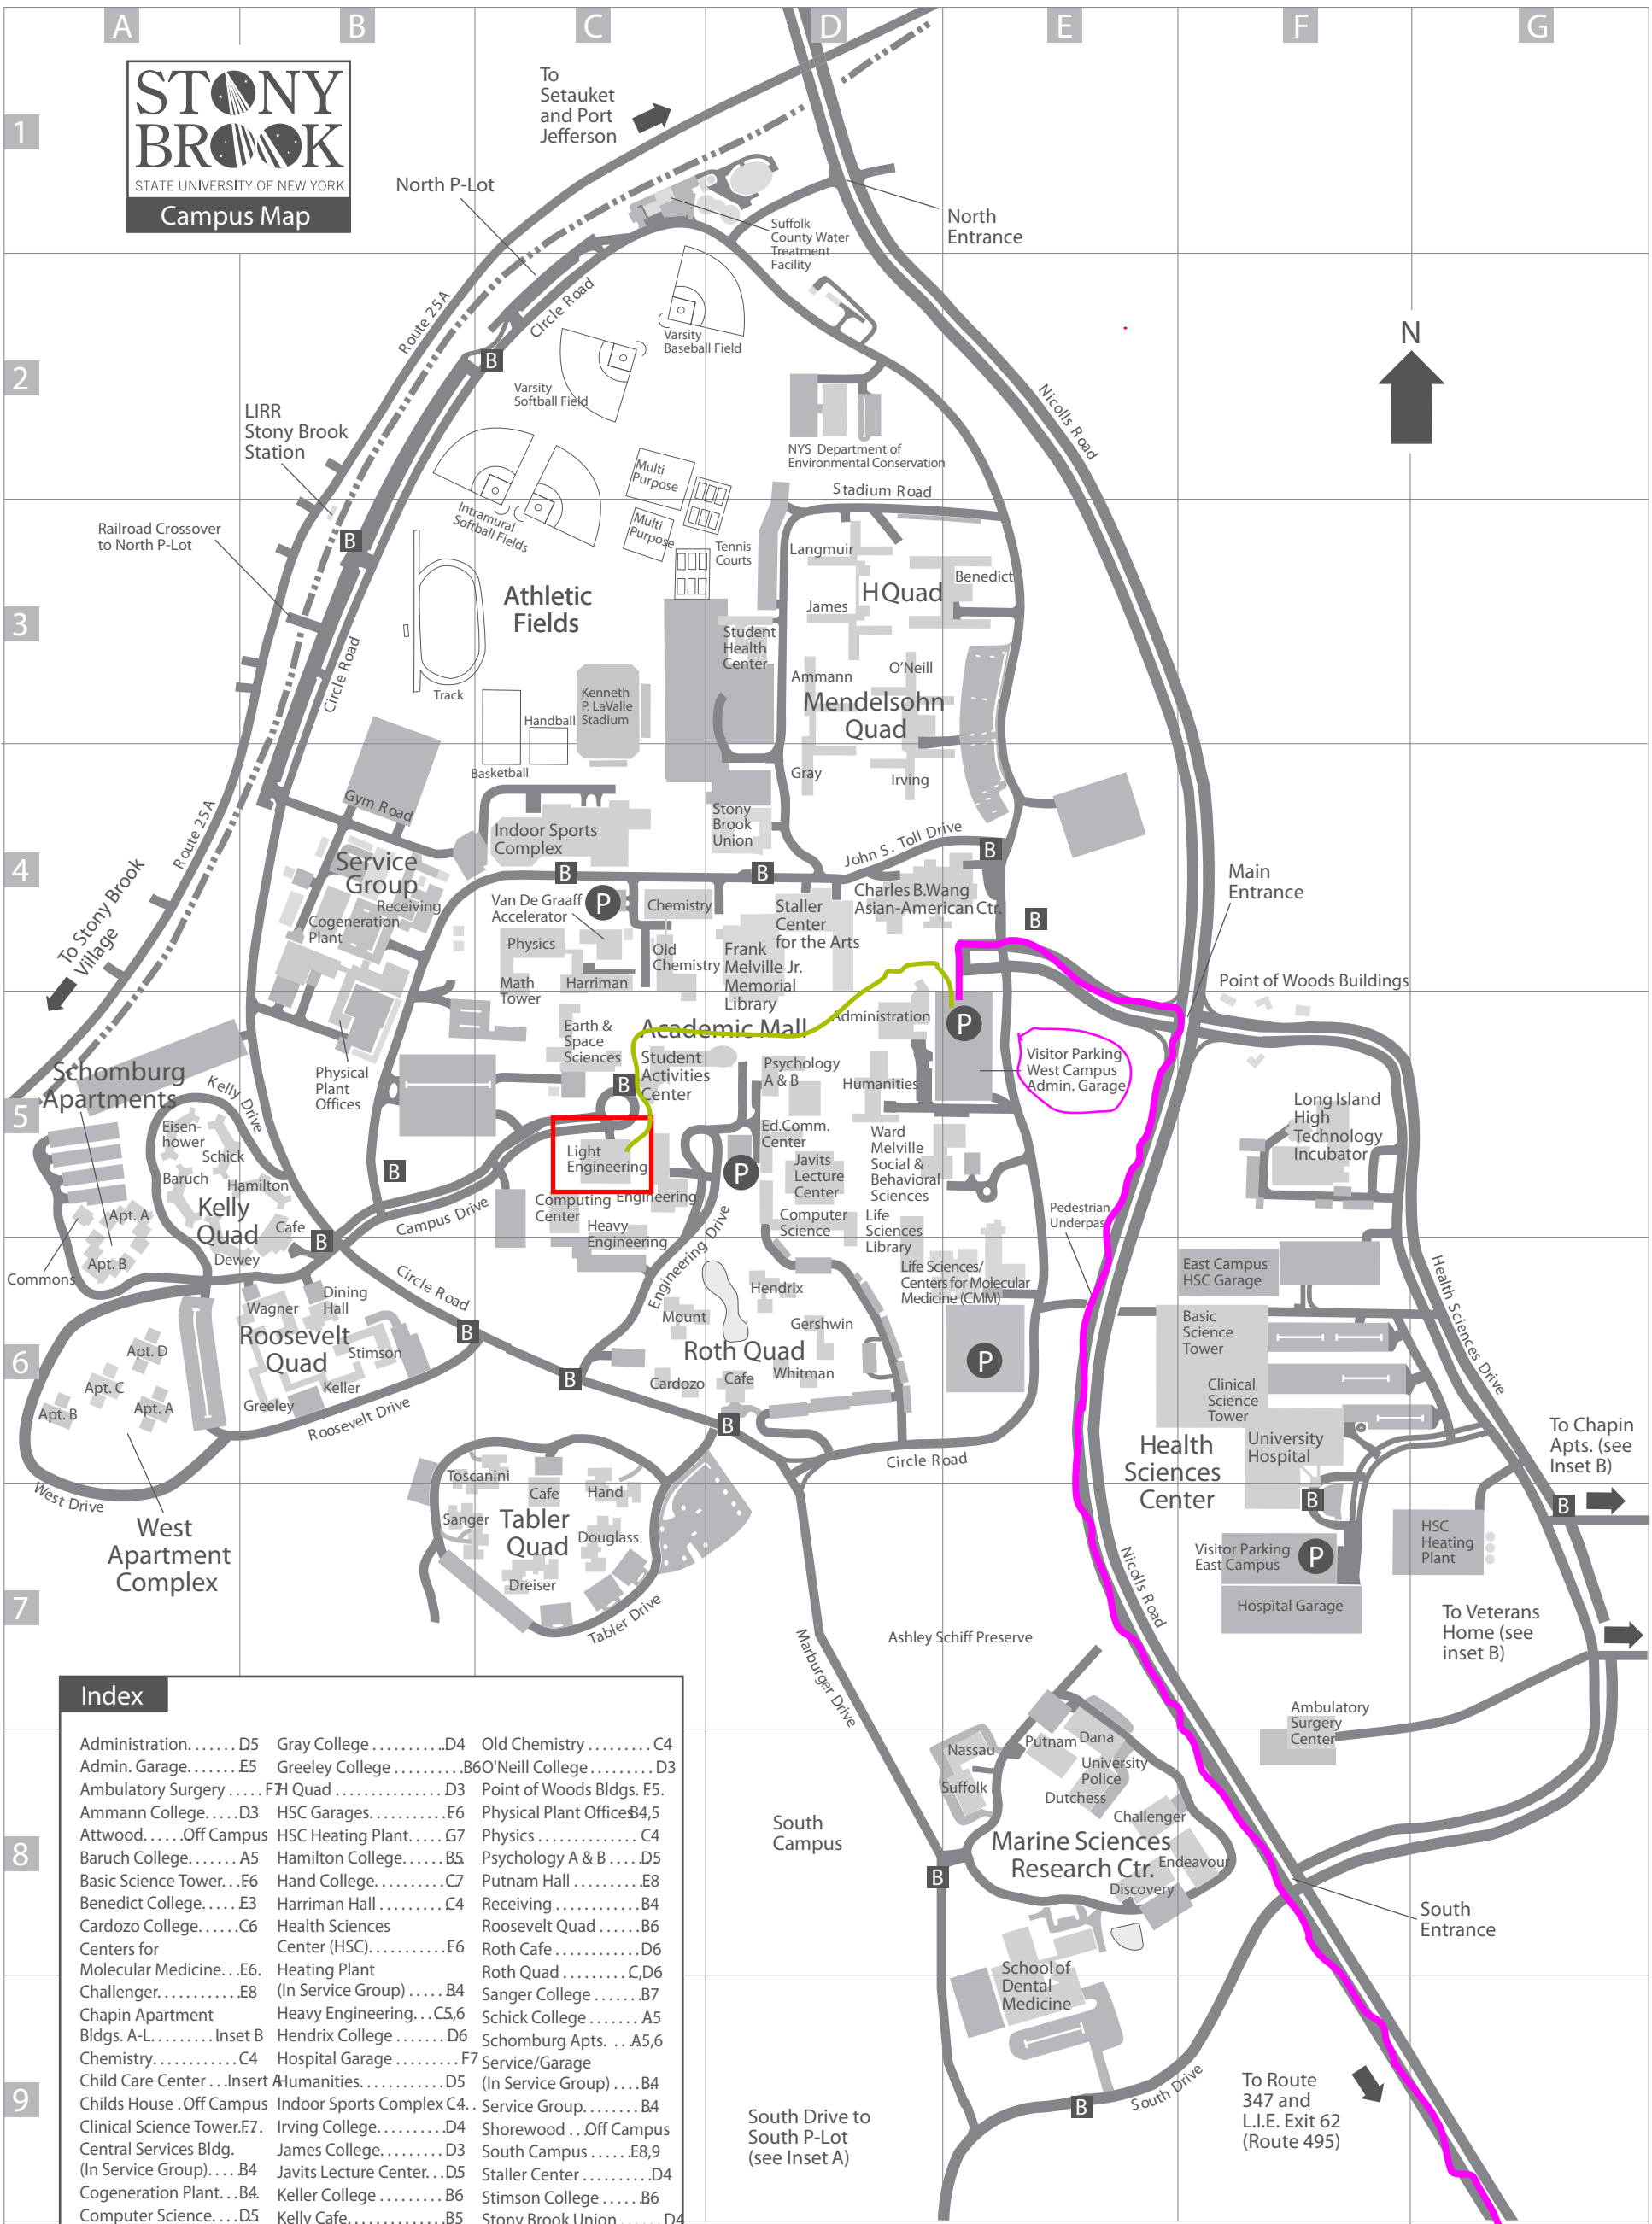 A
B
C
D
E
F
G
1
2
3
4
5
6
7
8
9
STONY
BROOK
STATE UNIVERSITY OF NEW YORK
Campus Map
To
Setauket
and Port
Jefferson
North P-Lot
Suffolk
County Water
Treatment
Facility
North
Entrance
N
Route 25A
Circle Road
Varsity
Baseball Field
B
Varsity
Softball Field
Nicolls Road
LIRR
Stony Brook
Station
NYS Department of
Environmental Conservation
Multi
Purpose
Stadium Road
Intramural
Softball Fields
Multi
Purpose
Railroad Crossover
to North P-Lot
B
Tennis
Courts
Langmuir
Benedict
H Quad
James
Athletic
Fields
Student
Health
Center
Circle Road
Track
Kenneth
P. LaValle
Stadium
Handball
Basketball
Ammann
O'Neill
Mendelsohn
Quad
Gray
Irving
Gym Road
Indoor Sports
Complex
Stony
Brook
Union
John S. Toll Drive
B
Route 25A
Service
Group
Receiving
Cogeneration
Plant
B
B
Van De Graaff
Accelerator
P
Chemistry
Staller
Center
for the Arts
Charles B.Wang
Asian-American Ctr.
B
Main
Entrance
To Stony Brook
Village
Physics
Old
Chemistry
Frank
Melville Jr.
Memorial
Library
Math
Tower
Harriman
Point of Woods Buildings
Academic Mall
Administration
P
Earth &
Space
Sciences
Student
Activities
Center
Psychology
A & B
Humanities
Visitor Parking
West Campus
Admin. Garage
Physical
Plant
Offices
B
Schomburg
Apartments
Kelly Drive
Long Island
High
Technology
Incubator
Eisen-
hower
Schick
Baruch
Hamilton
Kelly
Quad
Cafe
Dewey
Apt. A
Apt. B
Commons
B
B
Campus Drive
Light
Engineering
Engineering
Computing
Center
Heavy
Engineering
Engineering Drive
P
Ed.Comm.
Center
Javits
Lecture
Center
Computer
Science
Ward
Melville
Social &
Behavioral
Sciences
Life
Sciences
Library
Life Sciences/
Centers for Molecular
Medicine (CMM)
Pedestrian
Underpas
East Campus
HSC Garage
Health Sciences Drive
Basic
Science
Tower
Clinical
Science
Tower
University
Hospital
Health
Sciences
Center
Circle Road
B
B
B
Wagner
Dining
Hall
Roosevelt
Quad
Stimson
Keller
Greeley
Roosevelt Drive
Apt. D
Apt. C
Apt. B
Apt. A
West Drive
West
Apartment
Complex
Mount
Hendrix
Gershwin
Roth Quad
Cardozo
Cafe
Whitman
P
Circle Road
To Chapin
Apts. (see
Inset B)
B
B
Toscanini
Cafe
Hand
Sanger
Tabler
Quad
Douglass
Dreiser
Tabler Drive
Nicolls Road
Visitor Parking
East Campus
P
Hospital Garage
HSC
Heating
Plant
To Veterans
Home (see
inset B)
Marburger Drive
Ashley Schiff Preserve
Ambulatory
Surgery
Center
Nassau
Suffolk
Putnam
Dana
University
Police
Dutchess
Challenger
Marine Sciences
Research Ctr.
Endeavour
Discovery
South
Campus
B
South
Entrance
School of
Dental
Medicine
South Drive
B
South Drive to
South P-Lot
(see Inset A)
To Route
347 and
L.I.E. Exit 62
(Route 495)
Index
Administration.......D5
Admin. Garage.....E5
Ambulatory Surgery....F7
Ammann College.....D3
Attwood......Off Campus
Baruch College.......A5
Basic Science Tower...F6
Benedict College......E3
Cardozo College......C6
Centers for
Molecular Medicine...E6.
Challenger...........E8
Chapin Apartment
Bldgs. A-L.........Inset B
Chemistry............C4
Child Care Center...Insert A
Childs House .Off Campus
Clinical Science Tower.F7.
Central Services Bldg.
(In Service Group).....B4
Cogeneration Plant...B4.
Computer Science....D5
Gray College ..........D4
Greeley College .........B6
H Quad ...............D3
HSC Garages..........F6
HSC Heating Plant.....G7
Hamilton College......B5
Hand College..........C7
Harriman Hall ........C4
Health Sciences
Center (HSC)..........F6
Heating Plant
(In Service Group) .....B4
Heavy Engineering...C5,6
Hendrix College .......D6
Hospital Garage .........F7
Humanities...........D5
Indoor Sports Complex C4..
Irving College.........D4
James College.........D3
Javits Lecture Center...D5
Keller College .........B6
Kelly Cafe............B5
Old Chemistry .........C4
O'Neill College.........D3
Point of Woods Bldgs. F5.
Physical Plant Offices B4,5
Physics ..............C4
Psychology A & B .....D5
Putnam Hall ..........E8
Receiving ............B4
Roosevelt Quad ......B6
Roth Cafe ............D6
Roth Quad .........C,D6
Sanger College .......B7
Schick College ........A5
Schomburg Apts. ...A5,6
Service/Garage
(In Service Group) ....B4
Service Group........B4
Shorewood ...Off Campus
South Campus ......E8,9
Staller Center ..........D4
Stimson College ......B6
Stony Brook Union ......D4